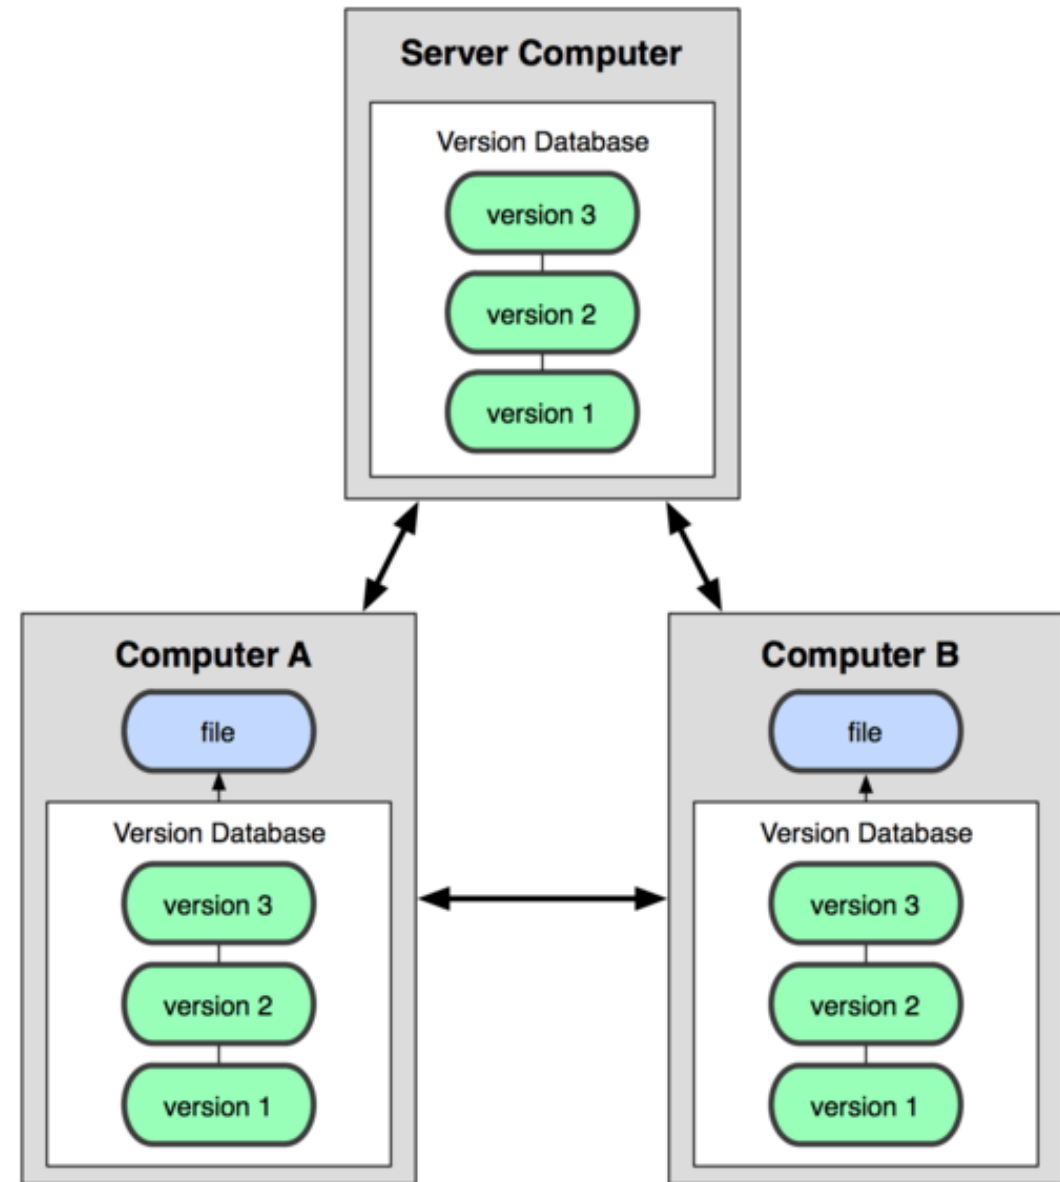 Server Computer
Version Database
version 3
version 2
version 1
Computer A
file
Version Database
version 3
version 2
version 1
Computer B
file
Version Database
version 3
version 2
version 1